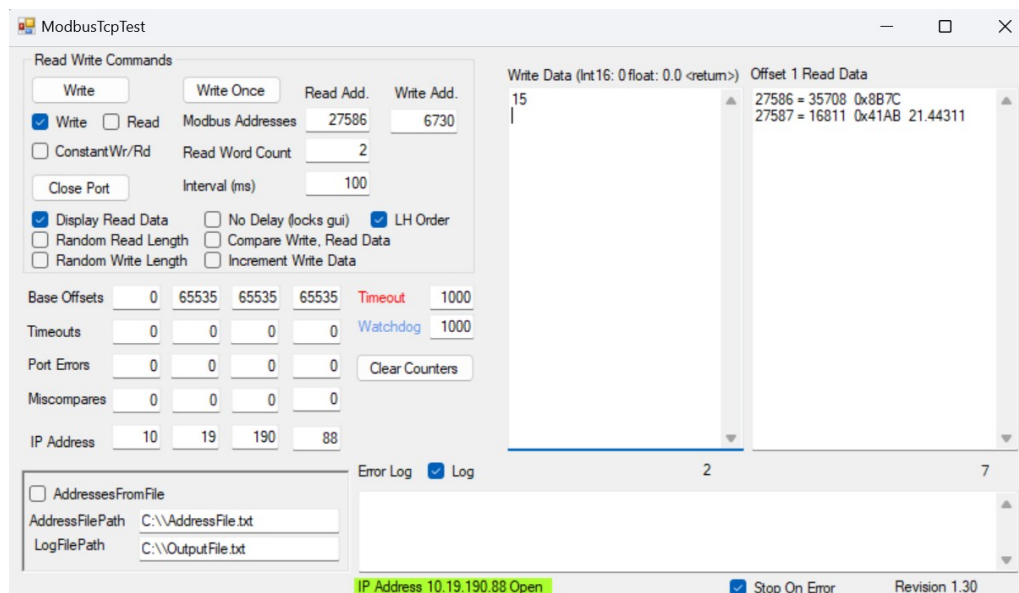 ModbusTcpTest
Read Write Commands
Write Write Once Read Add. Write Add.
Write Read Modbus Addresses 27586 6730
ConstantWr/Rd Read Word Count 2
Close Port Interval (ms) 100
Display Read Data No Delay (locks gui) LH Order
Random Read Length Compare Write, Read Data
Random Write Length Increment Write Data
Base Offsets 0 65535 65535 65535 Timeout 1000
Timeouts 0 0 0 0 Watchdog 1000
Port Errors 0 0 0 0 Clear Counters
Miscompares 0 0 0 0
IP Address 10 19 190 88
AddressesFromFile
AddressFilePath C:\\AddressFile.txt
LogFilePath C:\\OutputFile.txt
Write Data (Int16: 0 float: 0.0 <return>) Offset 1 Read Data
15
27586 = 35708 0x8B7C
27587 = 16811 0x41AB 21.44311
Error Log Log 2 7
IP Address 10.19.190.88 Open Stop On Error Revision 1.30